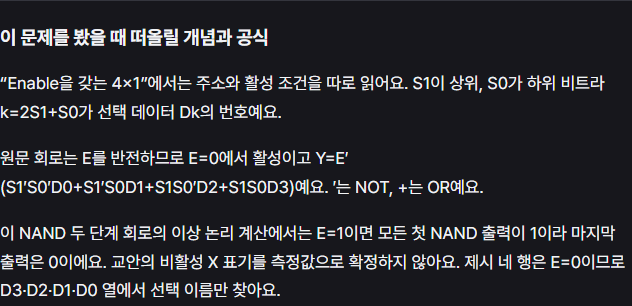 이 문제를 봤을 때 떠올릴 개념과 공식
“Enable을 갖는 4×1”에서는 주소와 활성 조건을 따로 읽어요. S1이 상위, S0가 하위 비트라
k=2S1+S0가 선택 데이터 Dk의 번호예요.
원문 회로는 E를 반전하므로 E=0에서 활성이고 Y=E′
(S1′S0′D0+S1′S0D1+S1S0′D2+S1S0D3)예요. ′는 NOT, +는 OR예요.
이 NAND 두 단계 회로의 이상 논리 계산에서는 E=1이면 모든 첫 NAND 출력이 1이라 마지막
출력은 0이에요. 교안의 비활성 X 표기를 측정값으로 확정하지 않아요. 제시 네 행은 E=0이므로
D3·D2·D1·D0 열에서 선택 이름만 찾아요.